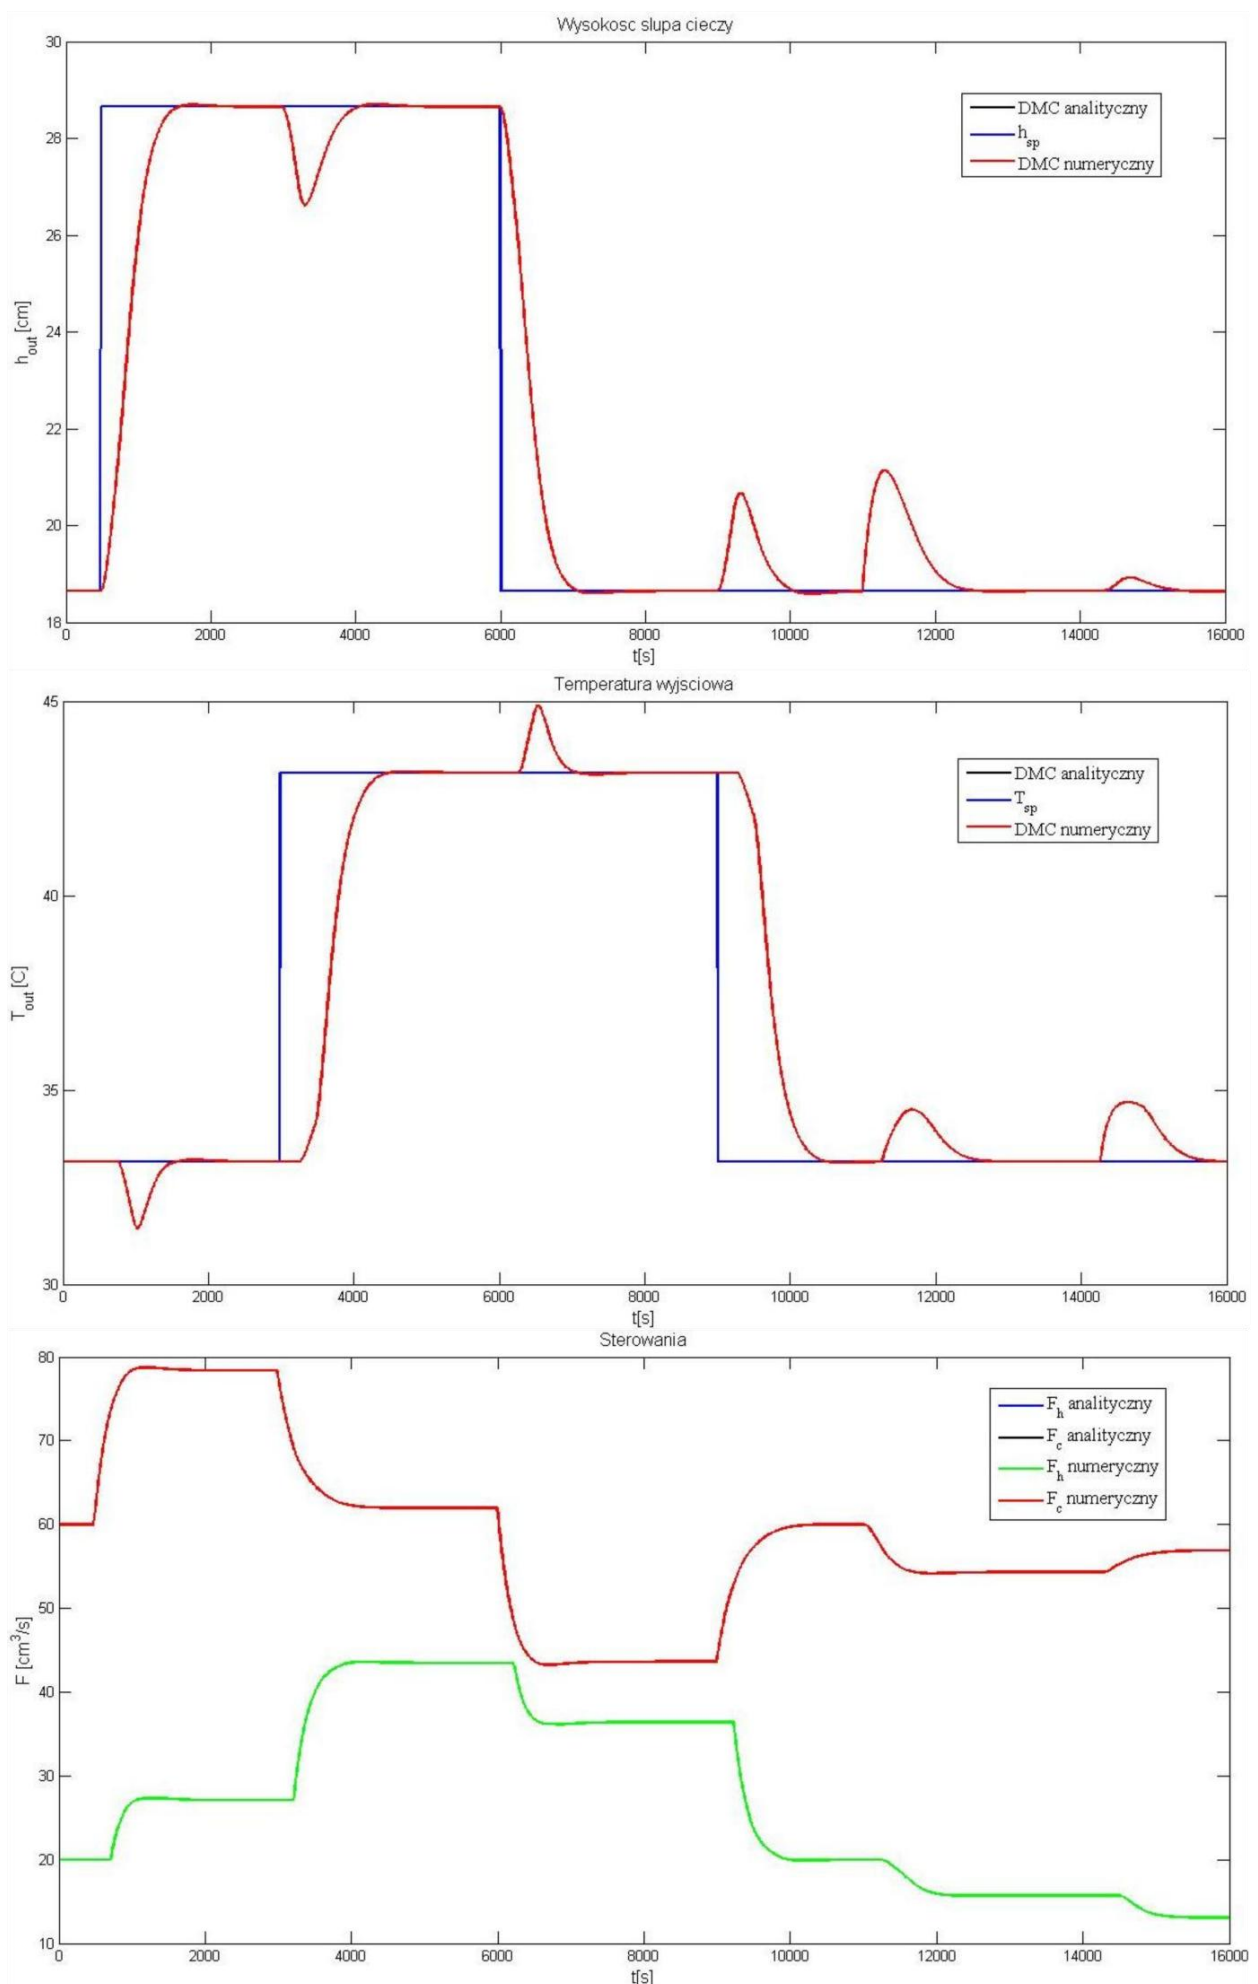 Wysokosc slupa cieczy
30
28
26
24
22
20
18
h_out [cm]
DMC analityczny
h_sp
DMC numeryczny
0 2000 4000 6000 8000 10000 12000 14000 16000
t[s]
Temperatura wyjsciowa
45
40
35
30
T_out [C]
DMC analityczny
T_sp
DMC numeryczny
0 2000 4000 6000 8000 10000 12000 14000 16000
t[s]
Sterowania
80
70
60
50
40
30
20
10
F [cm³/s]
F_h analityczny
F_c analityczny
F_h numeryczny
F_c numeryczny
0 2000 4000 6000 8000 10000 12000 14000 16000
t[s]